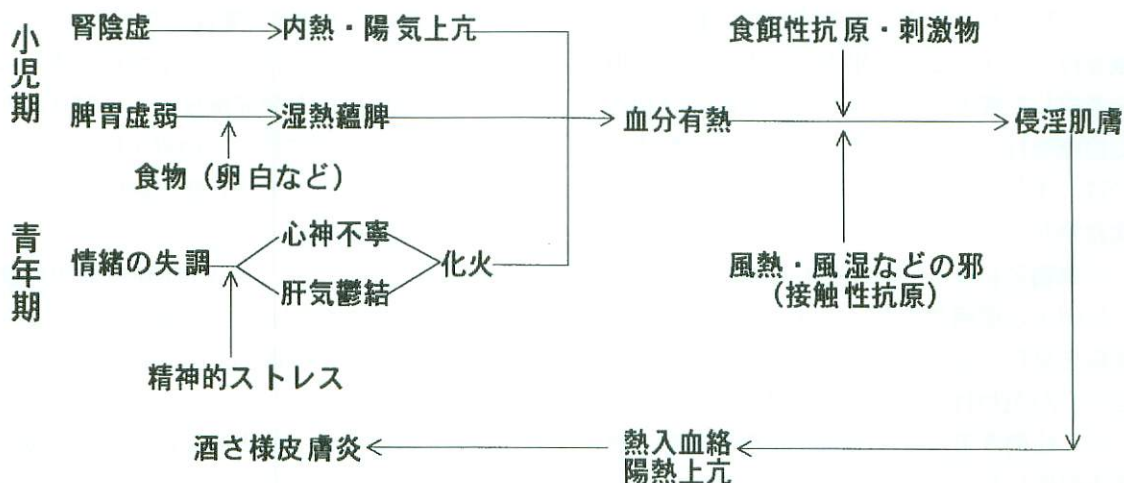 小児期
腎陰虚
内熱・陽気上亢
食餌性抗原・刺激物
脾胃虚弱
湿熱蘊脾
血分有熱
侵淫肌膚
食物（卵白など）
青年期
情緒の失調
心神不寧
肝気鬱結
化火
風熱・風湿などの邪
（接触性抗原）
精神的ストレス
酒さ様皮膚炎
熱入血絡
陽熱上亢